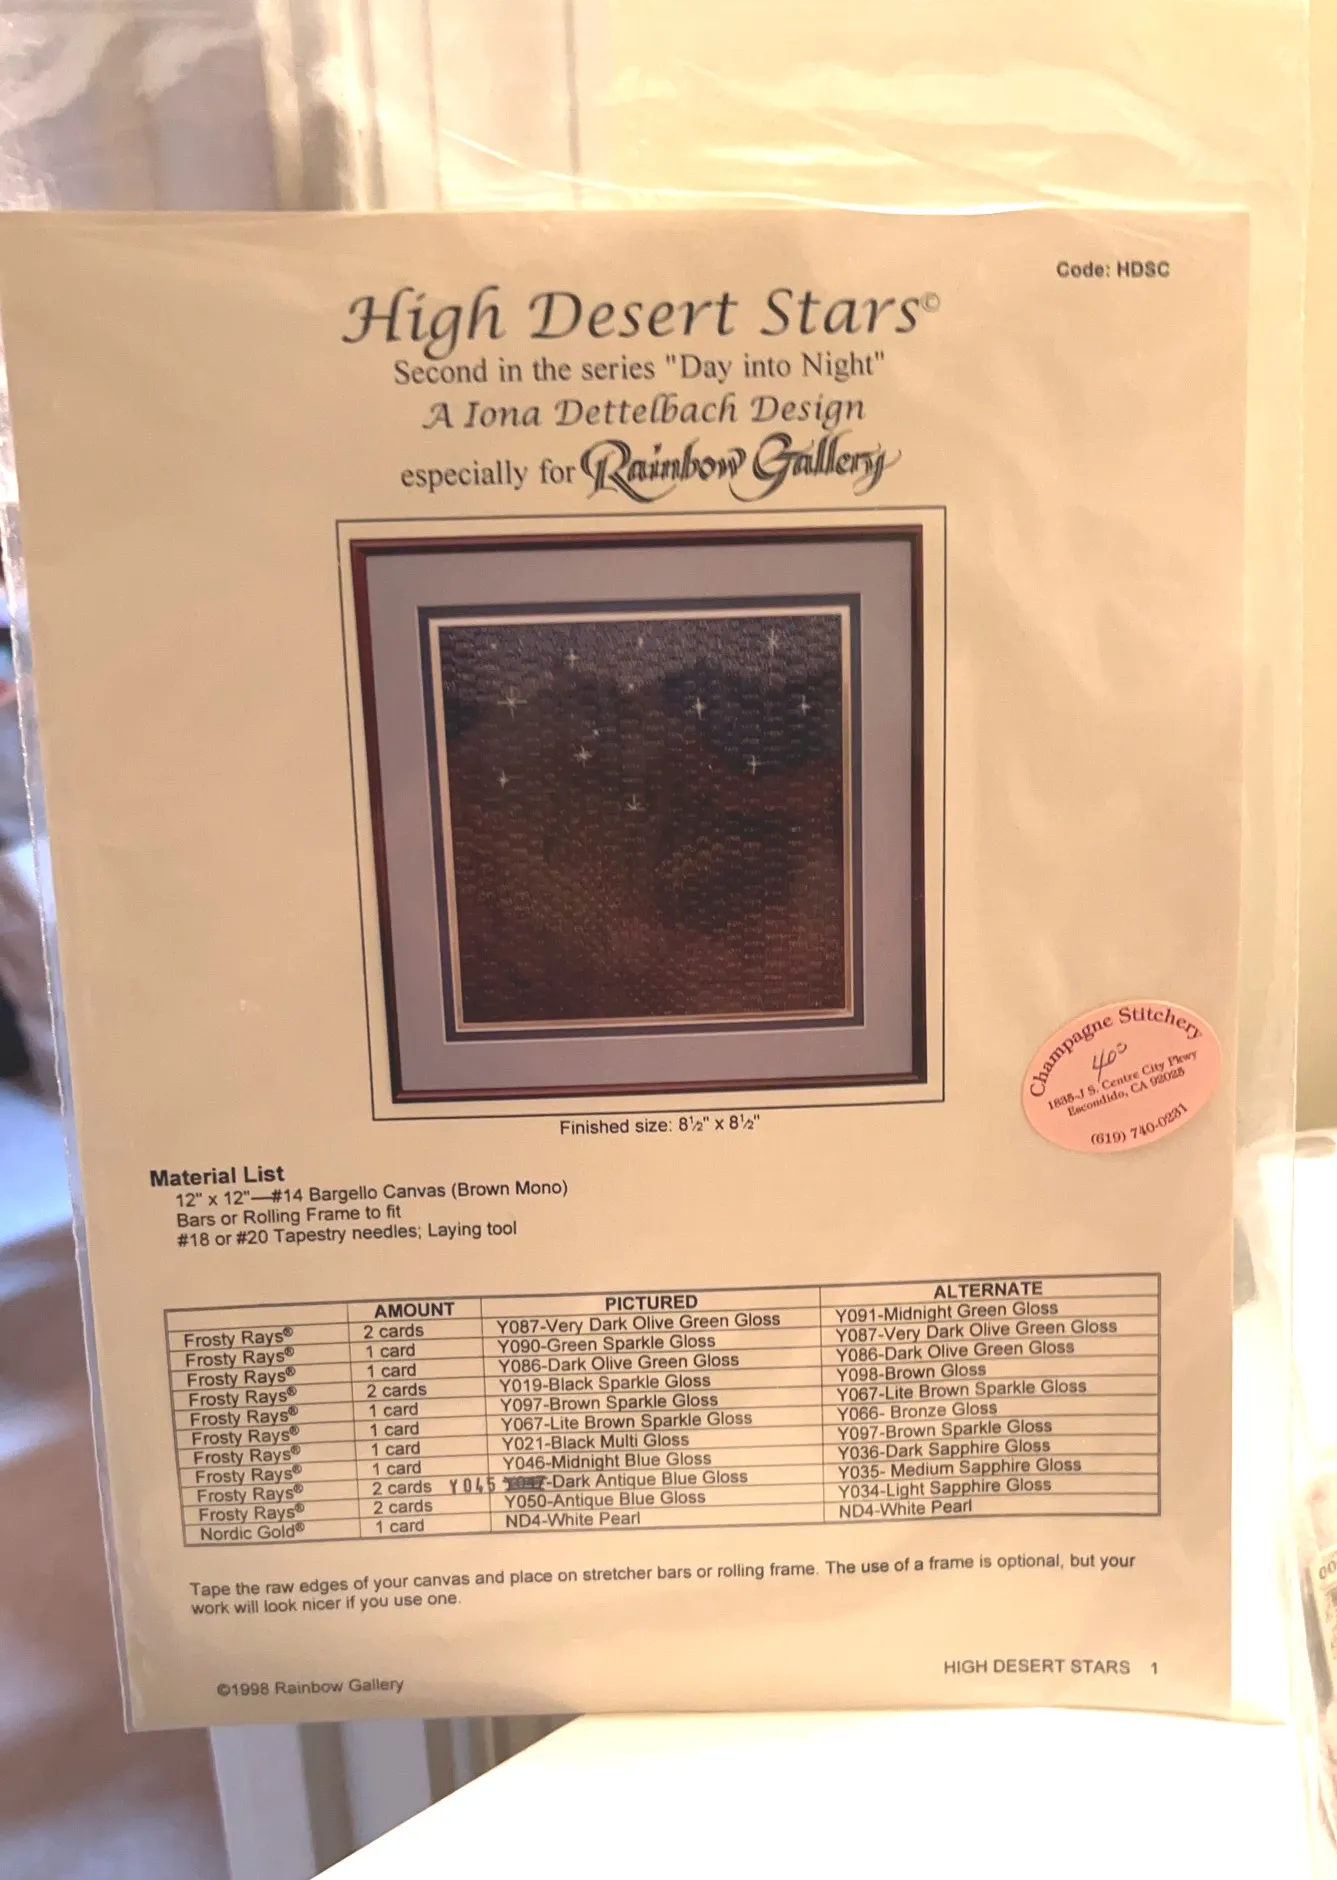 Code: HDSC
High Desert Stars©
Second in the series "Day into Night"
A Iona Dettelbach Design
especially for Rainbow Gallery
Champagne Stitchery
4.00
1835-J S. Centre City Pkwy
Escondido, CA 92025
(619) 740-0231
Finished size: 8½" x 8½"
Material List
12" x 12"—#14 Bargello Canvas (Brown Mono)
Bars or Rolling Frame to fit
#18 or #20 Tapestry needles; Laying tool
AMOUNT PICTURED ALTERNATE
Frosty Rays® 2 cards Y087-Very Dark Olive Green Gloss Y091-Midnight Green Gloss
Frosty Rays® 1 card Y090-Green Sparkle Gloss Y087-Very Dark Olive Green Gloss
Frosty Rays® 1 card Y086-Dark Olive Green Gloss Y086-Dark Olive Green Gloss
Frosty Rays® 2 cards Y019-Black Sparkle Gloss Y098-Brown Gloss
Frosty Rays® 1 card Y097-Brown Sparkle Gloss Y067-Lite Brown Sparkle Gloss
Frosty Rays® 1 card Y067-Lite Brown Sparkle Gloss Y066- Bronze Gloss
Frosty Rays® 1 card Y021-Black Multi Gloss Y097-Brown Sparkle Gloss
Frosty Rays® 1 card Y046-Midnight Blue Gloss Y036-Dark Sapphire Gloss
Frosty Rays® 2 cards Y045 -Dark Antique Blue Gloss Y035- Medium Sapphire Gloss
Frosty Rays® 2 cards Y050-Antique Blue Gloss Y034-Light Sapphire Gloss
Nordic Gold® 1 card ND4-White Pearl ND4-White Pearl
Tape the raw edges of your canvas and place on stretcher bars or rolling frame. The use of a frame is optional, but your
work will look nicer if you use one.
HIGH DESERT STARS 1
©1998 Rainbow Gallery